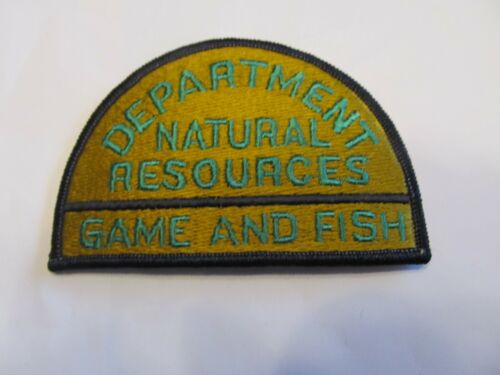 DEPARTMENT
NATURAL
RESOURCES
GAME AND FISH